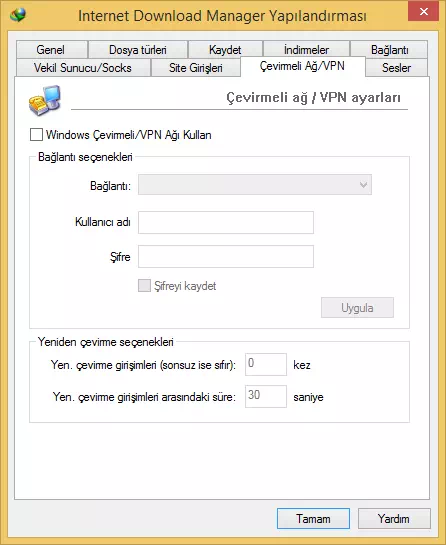 Internet Download Manager Yapılandırması
Genel Dosya türleri Kaydet İndirmeler Bağlantı
Vekil Sunucu/Socks Site Girişleri Çevirmeli Ağ/VPN Sesler
Çevirmeli ağ / VPN ayarları
Windows Çevirmeli/VPN Ağı Kullan
Bağlantı seçenekleri
Bağlantı:
Kullanıcı adı
Şifre
Şifreyi kaydet
Uygula
Yeniden çevirme seçenekleri
Yen. çevirme girişimleri (sonsuz ise sıfır): 0 kez
Yen. çevirme girişimleri arasındaki süre: 30 saniye
Tamam Yardım